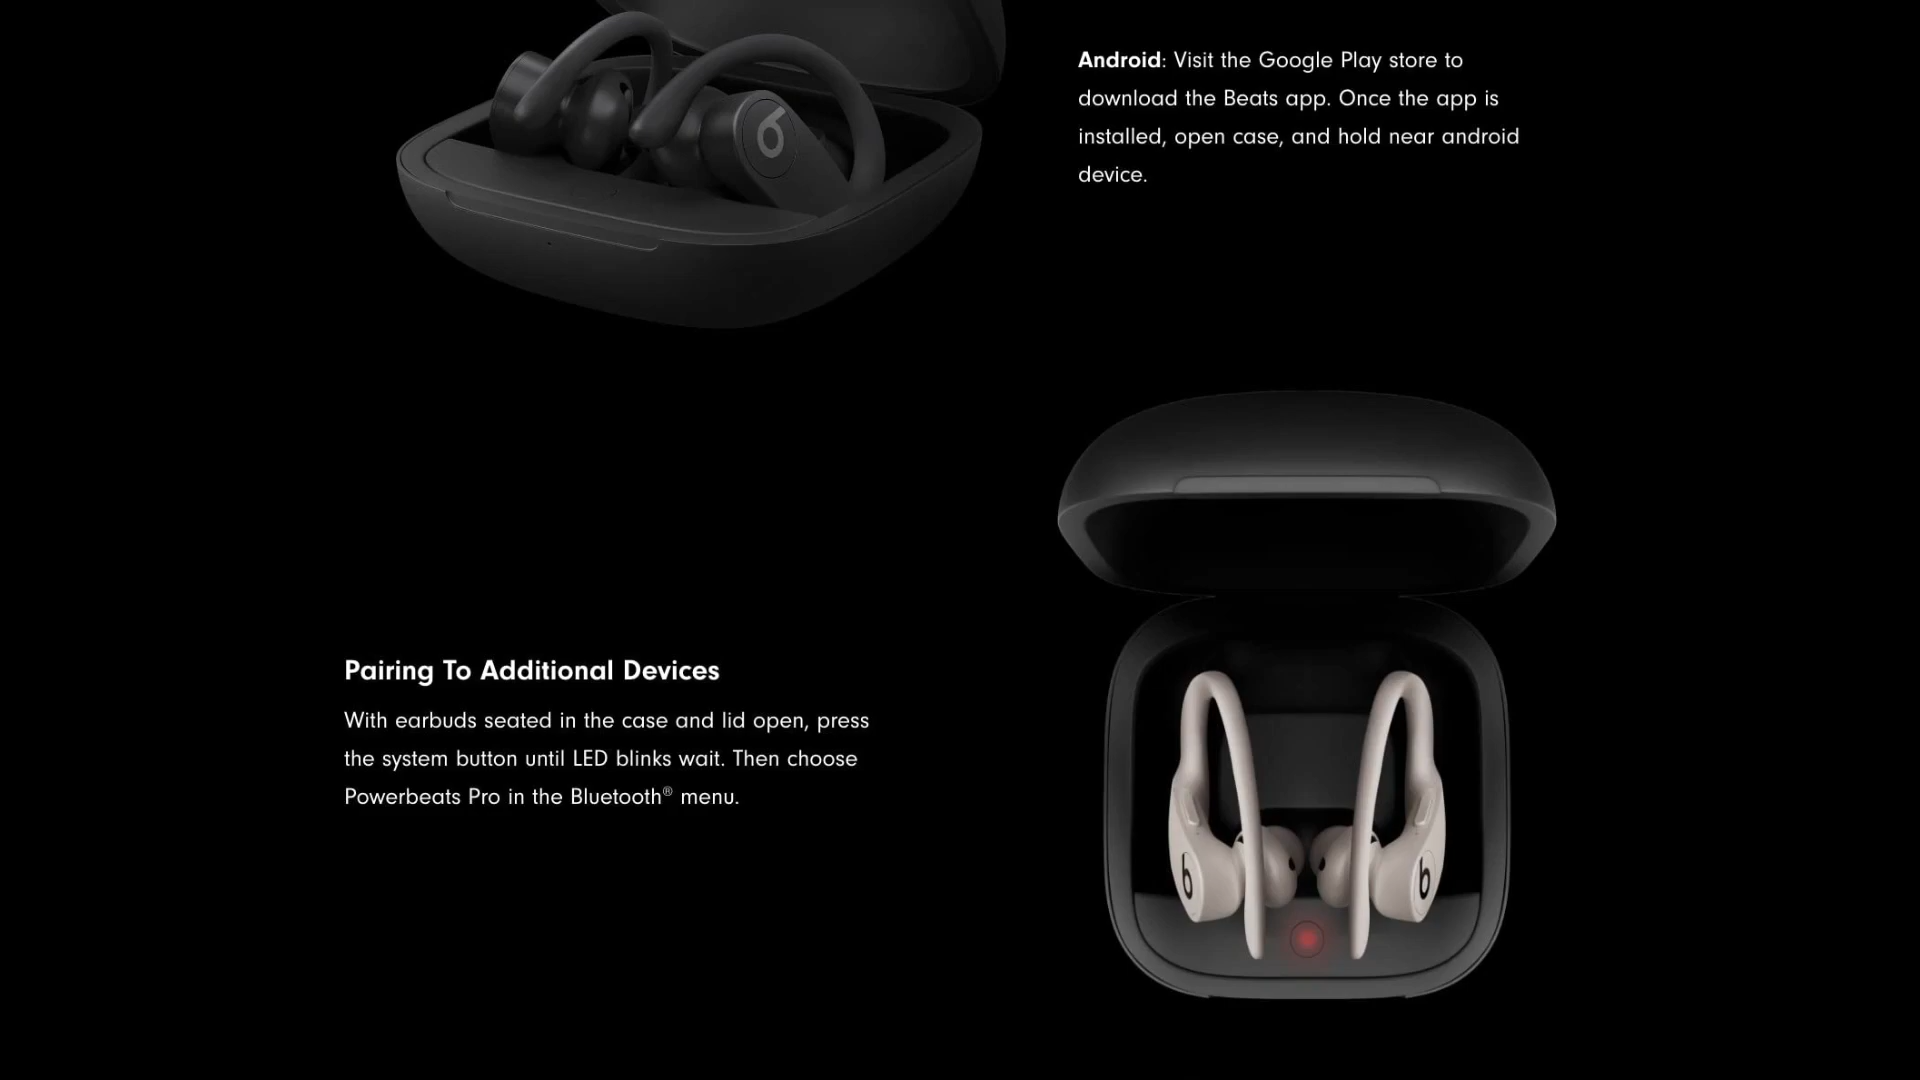 Android: Visit the Google Play store to
download the Beats app. Once the app is
installed, open case, and hold near android
device.
Pairing To Additional Devices
With earbuds seated in the case and lid open, press
the system button until LED blinks wait. Then choose
Powerbeats Pro in the Bluetooth® menu.